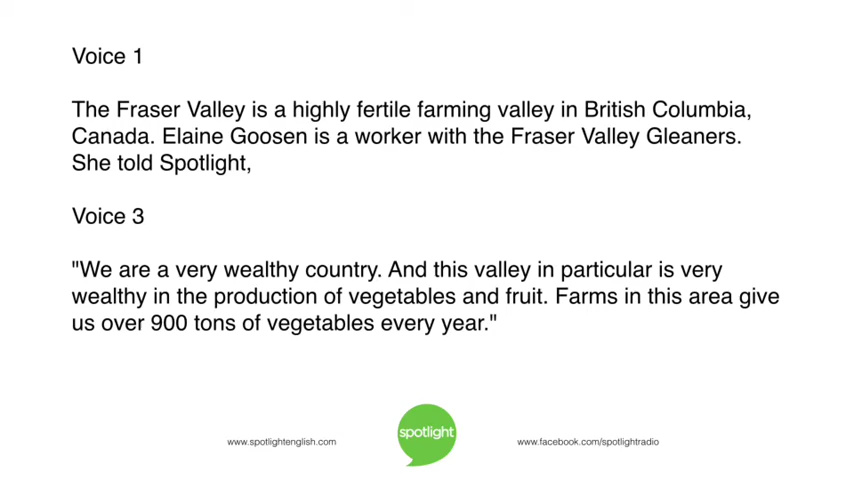 Voice 1
The Fraser Valley is a highly fertile farming valley in British Columbia,
Canada. Elaine Goosen is a worker with the Fraser Valley Gleaners.
She told Spotlight,
Voice 3
"We are a very wealthy country. And this valley in particular is very
wealthy in the production of vegetables and fruit. Farms in this area give
us over 900 tons of vegetables every year."
spotlight
www.spotlightenglish.com
www.facebook.com/spotlightradio